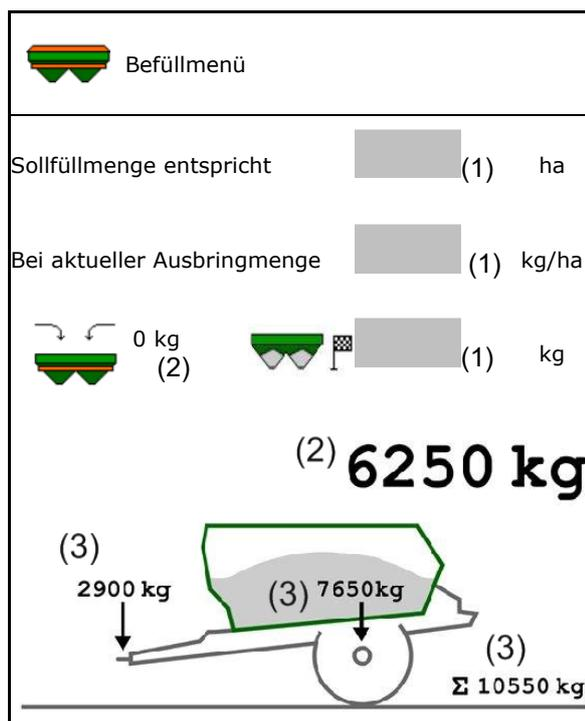 Befüllmenü
Sollfüllmenge entspricht (1) ha
Bei aktueller Ausbringmenge (1) kg/ha
0 kg (1) kg
(2)
(2) 6250 kg
(3)
2900 kg (3) 7650kg
(3)
Σ 10550 kg